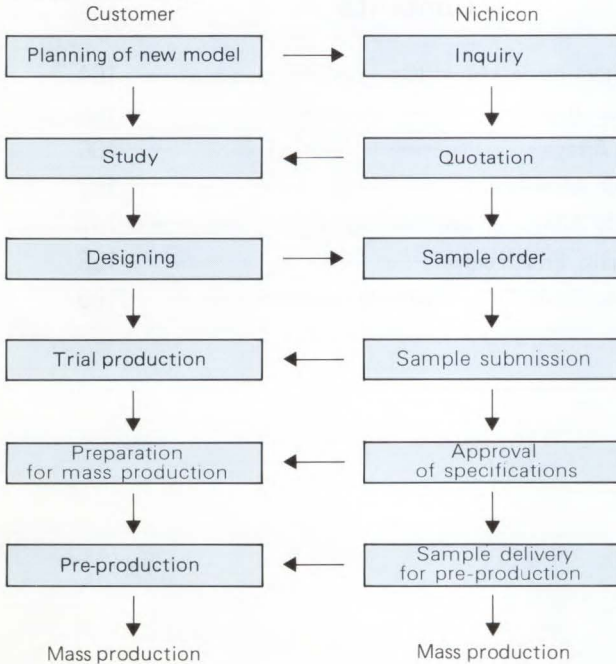 Customer
Nichicon
Planning of new model
Inquiry
Study
Quotation
Designing
Sample order
Trial production
Sample submission
Preparation
for mass production
Approval
of specifications
Pre-production
Sample delivery
for pre-production
Mass production
Mass production